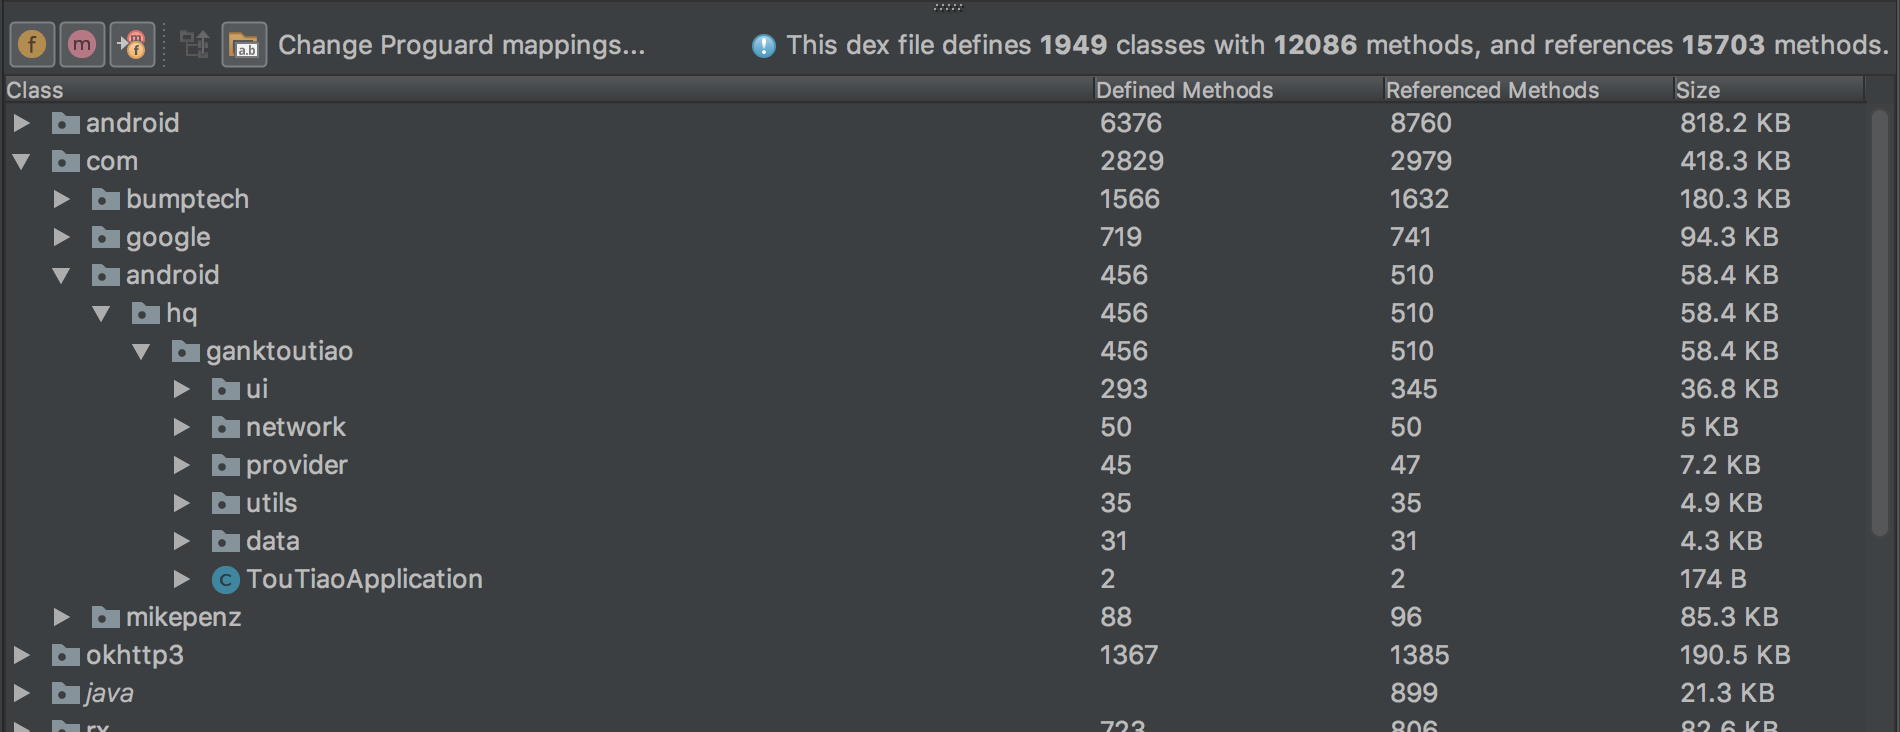 f m m f a.b Change Proguard mappings... This dex file defines 1949 classes with 12086 methods, and references 15703 methods.
Class Defined Methods Referenced Methods Size
android 6376 8760 818.2 KB
com 2829 2979 418.3 KB
bumptech 1566 1632 180.3 KB
google 719 741 94.3 KB
android 456 510 58.4 KB
hq 456 510 58.4 KB
ganktoutiao 456 510 58.4 KB
ui 293 345 36.8 KB
network 50 50 5 KB
provider 45 47 7.2 KB
utils 35 35 4.9 KB
data 31 31 4.3 KB
C TouTiaoApplication 2 2 174 B
mikepenz 88 96 85.3 KB
okhttp3 1367 1385 190.5 KB
java 899 21.3 KB
rx 723 806 82.6 KB